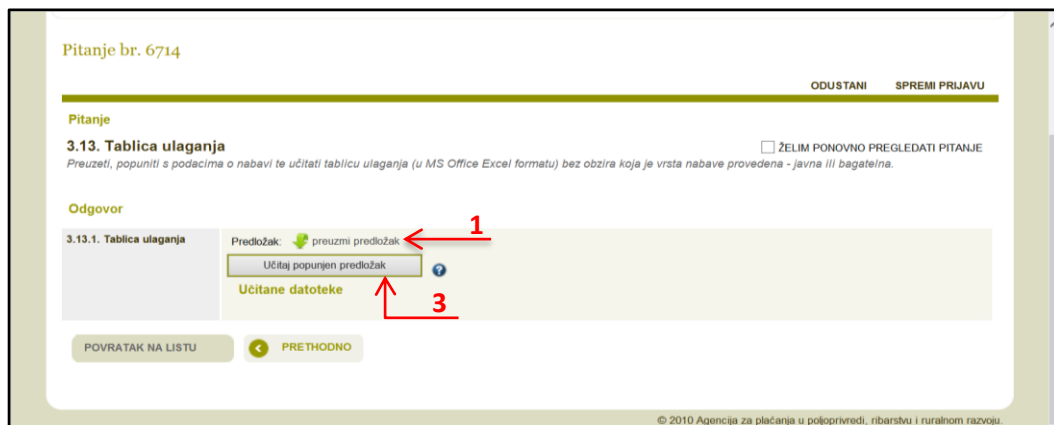 Pitanje br. 6714
ODUSTANI SPREMI PRIJAVU
Pitanje
3.13. Tablica ulaganja
ŽELIM PONOVNO PREGLEDATI PITANJE
Preuzeti, popuniti s podacima o nabavi te učitati tablicu ulaganja (u MS Office Excel formatu) bez obzira koja je vrsta nabave provedena - javna ili bagatelna.
Odgovor
3.13.1. Tablica ulaganja
Predložak: preuzmi predložak
1
Učitaj popunjen predložak
?
Učitane datoteke
3
POVRATAK NA LISTU
PRETHODNO
© 2010 Agencija za plaćanja u poljoprivredi, ribarstvu i ruralnom razvoju.